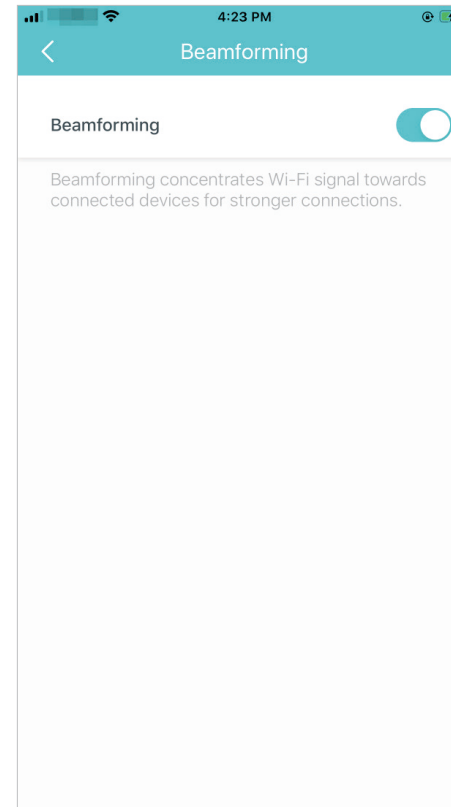 4:23 PM
Beamforming
Beamforming
Beamforming concentrates Wi-Fi signal towards
connected devices for stronger connections.